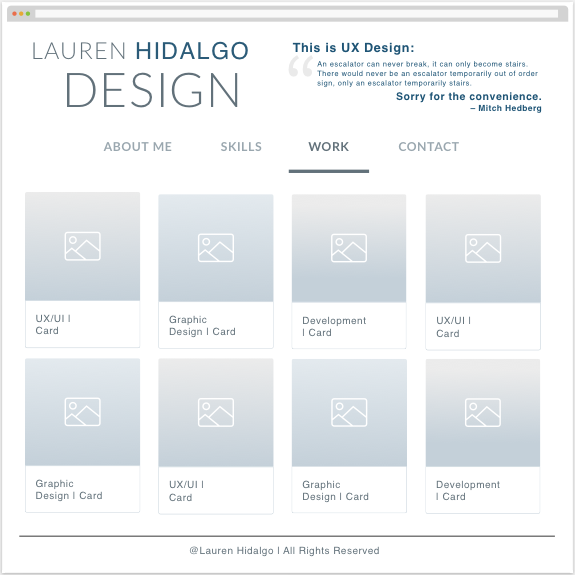 LAUREN HIDALGO
DESIGN
This is UX Design:
“
An escalator can never break, it can only become stairs.
There would never be an escalator temporarily out of order
sign, only an escalator temporarily stairs.
Sorry for the convenience.
– Mitch Hedberg
ABOUT ME SKILLS WORK CONTACT
UX/UI |
Card
Graphic
Design | Card
Development
| Card
UX/UI |
Card
Graphic
Design | Card
UX/UI |
Card
Graphic
Design | Card
Development
| Card
@Lauren Hidalgo | All Rights Reserved